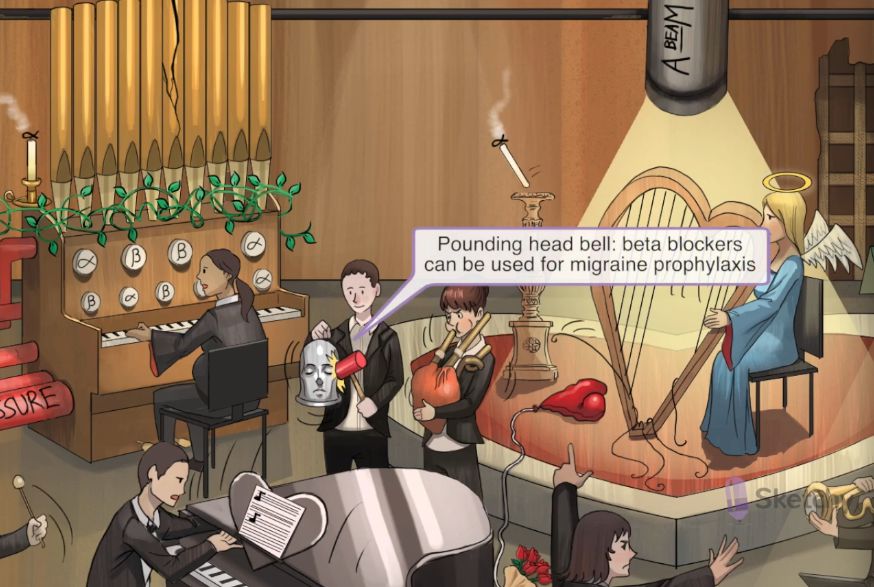 A BEAM
Pounding head bell: beta blockers
can be used for migraine prophylaxis
α β β α
β α β α
SSURE